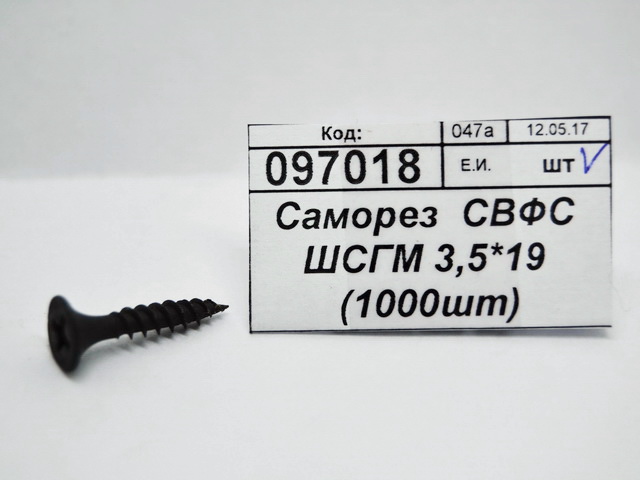 Код: 047а 12.05.17
097018 Е.И. шт
Саморез СВФС
ШСГМ 3,5*19
(1000шт)